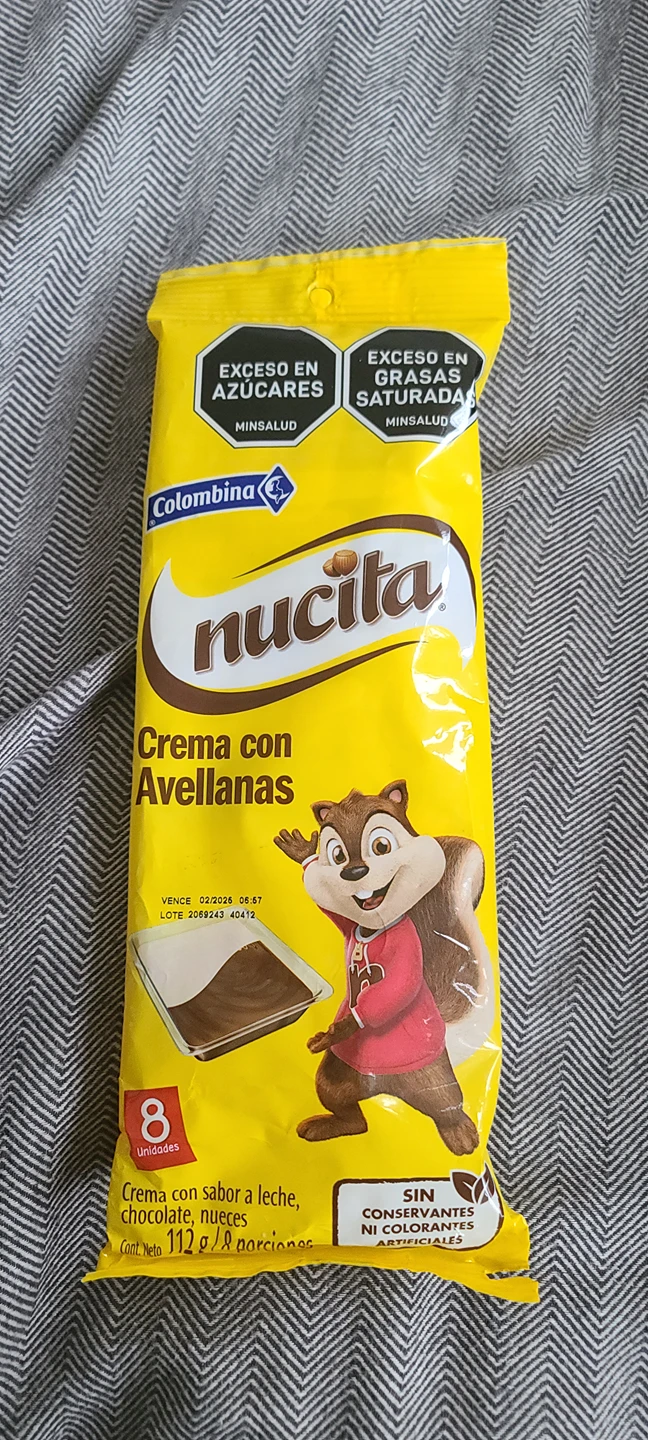 EXCESO EN
AZÚCARES
MINSALUD
EXCESO EN
GRASAS
SATURADAS
MINSALUD
Colombina
®
nucita
®
Crema con
Avellanas
VENCE 02/2026 06:57
LOTE 2069243 40412
n
8
Unidades
Crema con sabor a leche,
chocolate, nueces
Cont. Neto 112 g / 8 porciones
SIN
CONSERVANTES
NI COLORANTES
ARTIFICIALES